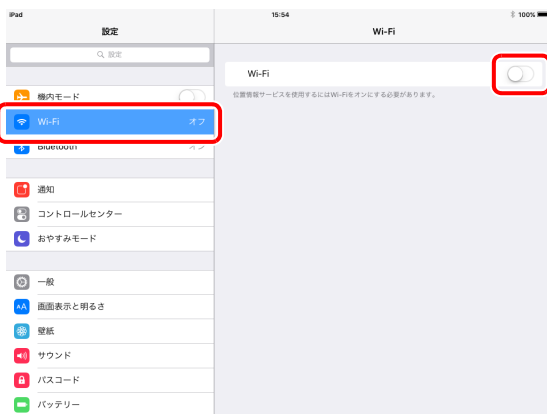 iPad
15:54
100%
設定
Wi-Fi
設定
機内モード
Wi-Fi
オフ
Bluetooth
オン
通知
コントロールセンター
おやすみモード
一般
AA
画面表示と明るさ
壁紙
サウンド
パスコード
バッテリー
Wi-Fi
位置情報サービスを使用するにはWi-Fiをオンにする必要があります。